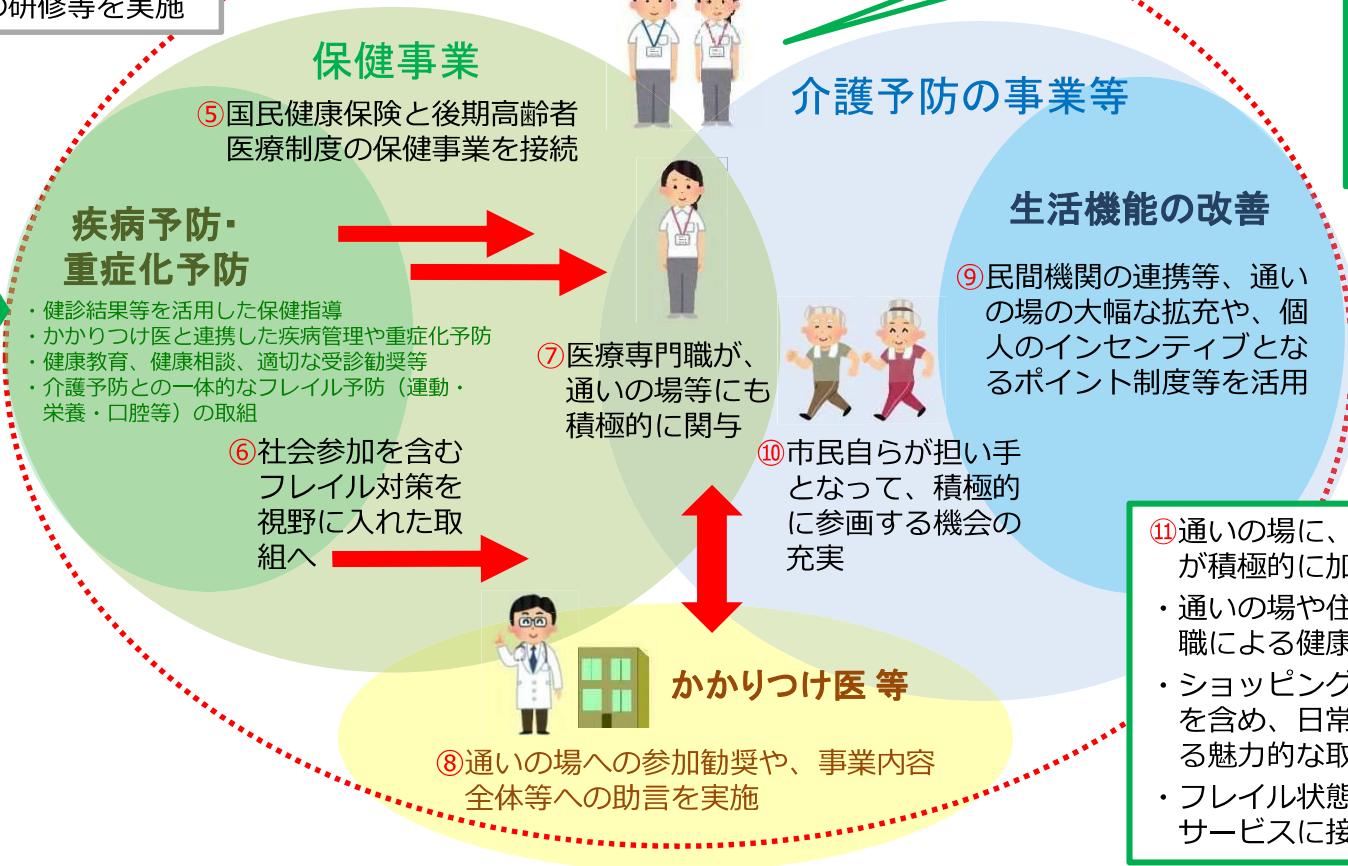 の研修等を実施
保健事業
⑤国民健康保険と後期高齢者
医療制度の保健事業を接続
介護予防の事業等
疾病予防・
重症化予防
・健診結果等を活用した保健指導
・かかりつけ医と連携した疾病管理や重症化予防
・健康教育、健康相談、適切な受診勧奨等
・介護予防との一体的なフレイル予防（運動・
栄養・口腔等）の取組
⑥社会参加を含む
フレイル対策を
視野に入れた取
組へ
⑦医療専門職が、
通いの場等にも
積極的に関与
生活機能の改善
⑨民間機関の連携等、通い
の場の大幅な拡充や、個
人のインセンティブとな
るポイント制度等を活用
⑩市民自らが担い手
となって、積極的
に参画する機会の
充実
かかりつけ医 等
⑧通いの場への参加勧奨や、事業内容
全体等への助言を実施
⑪通いの場に、
が積極的に加
・通いの場や住
職による健康
・ショッピング
を含め、日常
る魅力的な取
・フレイル状態
サービスに接